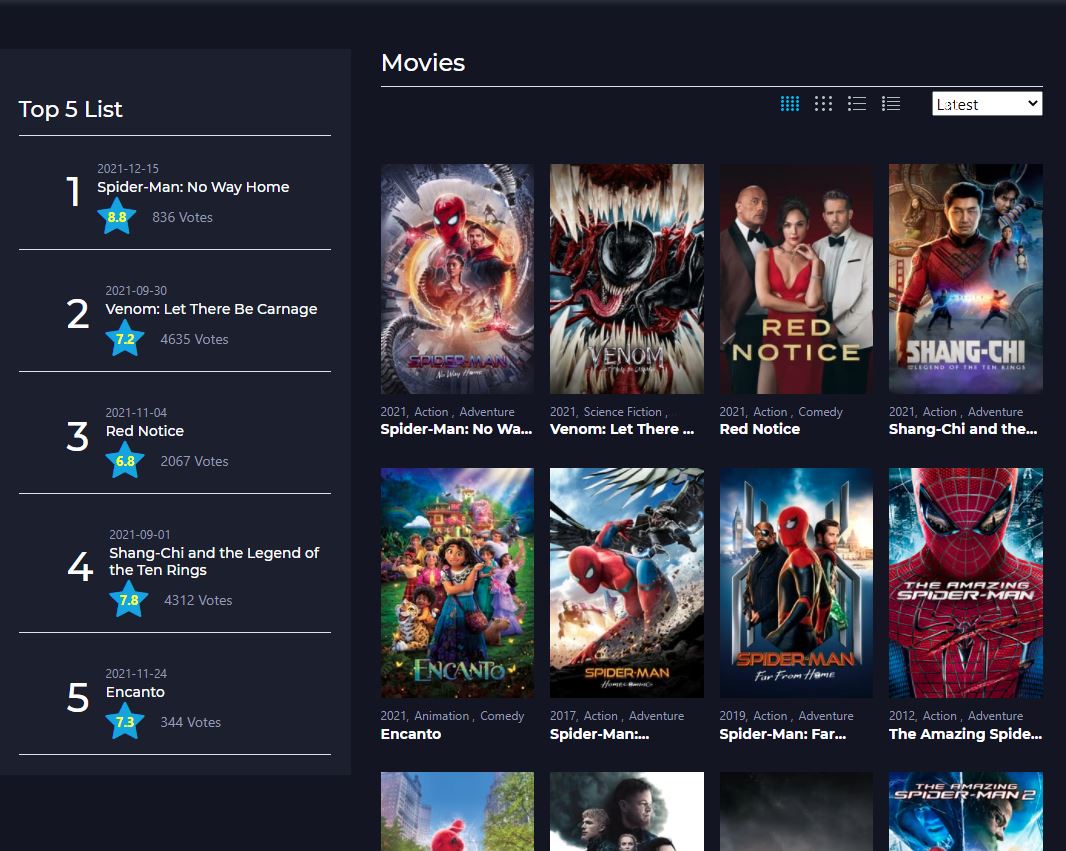 Top 5 List
1
2021-12-15
Spider-Man: No Way Home
8.8
836 Votes
2
2021-09-30
Venom: Let There Be Carnage
7.2
4635 Votes
3
2021-11-04
Red Notice
6.8
2067 Votes
4
2021-09-01
Shang-Chi and the Legend of
the Ten Rings
7.8
4312 Votes
5
2021-11-24
Encanto
7.3
344 Votes
Movies
Latest
SPIDER-MAN
NO WAY HOME
VENOM
LET THERE BE CARNAGE
RED
NOTICE
SHANG-CHI
LEGEND OF THE TEN RINGS
2021, Action , Adventure
Spider-Man: No Wa...
2021, Science Fiction ,
Venom: Let There ...
2021, Action , Comedy
Red Notice
2021, Action , Adventure
Shang-Chi and the...
ENCANTO
SPIDER-MAN
HOMECOMING
SPIDER-MAN
Far From Home
THE AMAZING
SPIDER-MAN
2021, Animation , Comedy
Encanto
2017, Action , Adventure
Spider-Man:...
2019, Action , Adventure
Spider-Man: Far...
2012, Action , Adventure
The Amazing Spide...
THE AMAZING
SPIDER-MAN 2